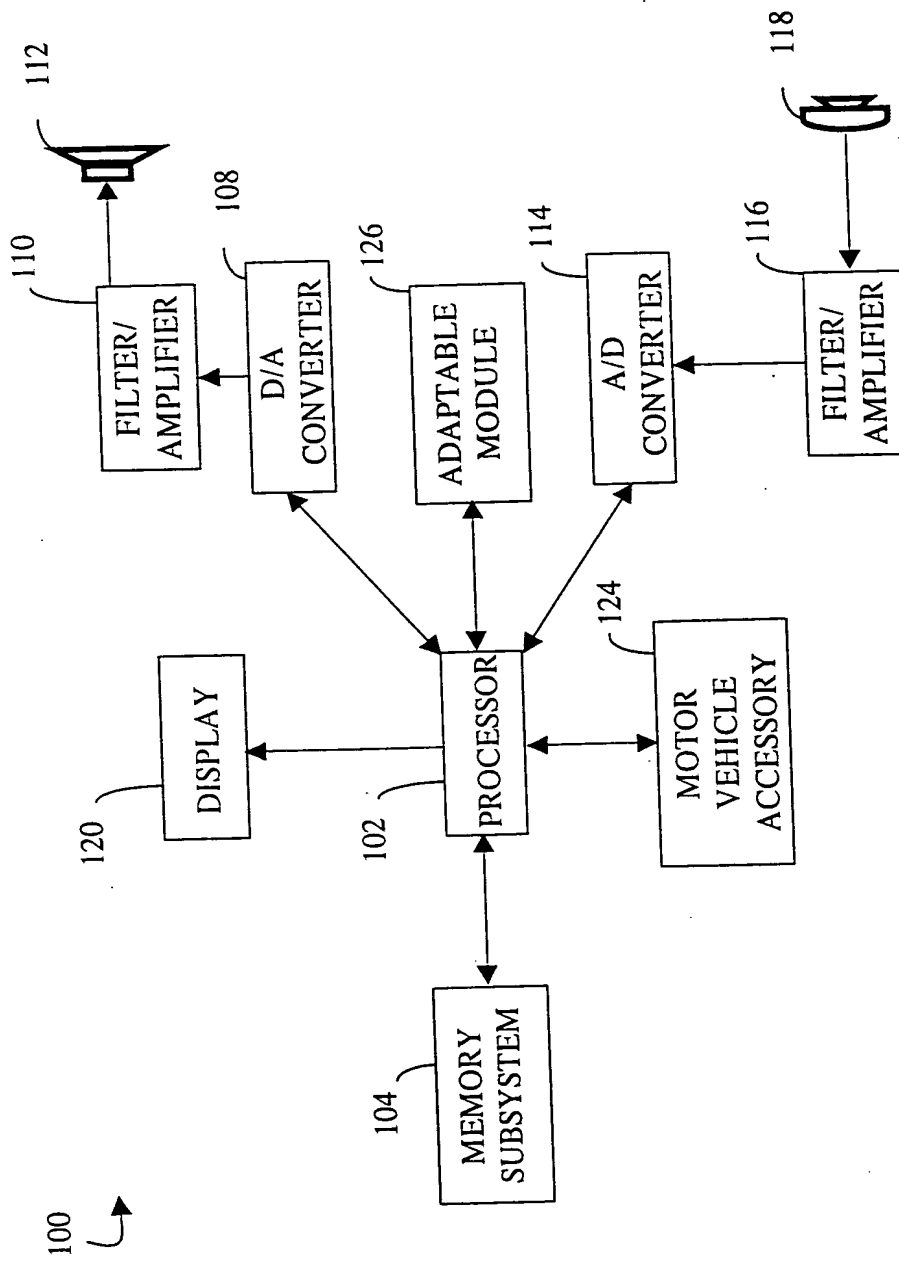 100
104
MEMORY
SUBSYSTEM
120
DISPLAY
102
PROCESSOR
124
MOTOR
VEHICLE
ACCESSORY
110
FILTER/
AMPLIFIER
112
108
D/A
CONVERTER
126
ADAPTABLE
MODULE
114
A/D
CONVERTER
116
FILTER/
AMPLIFIER
118